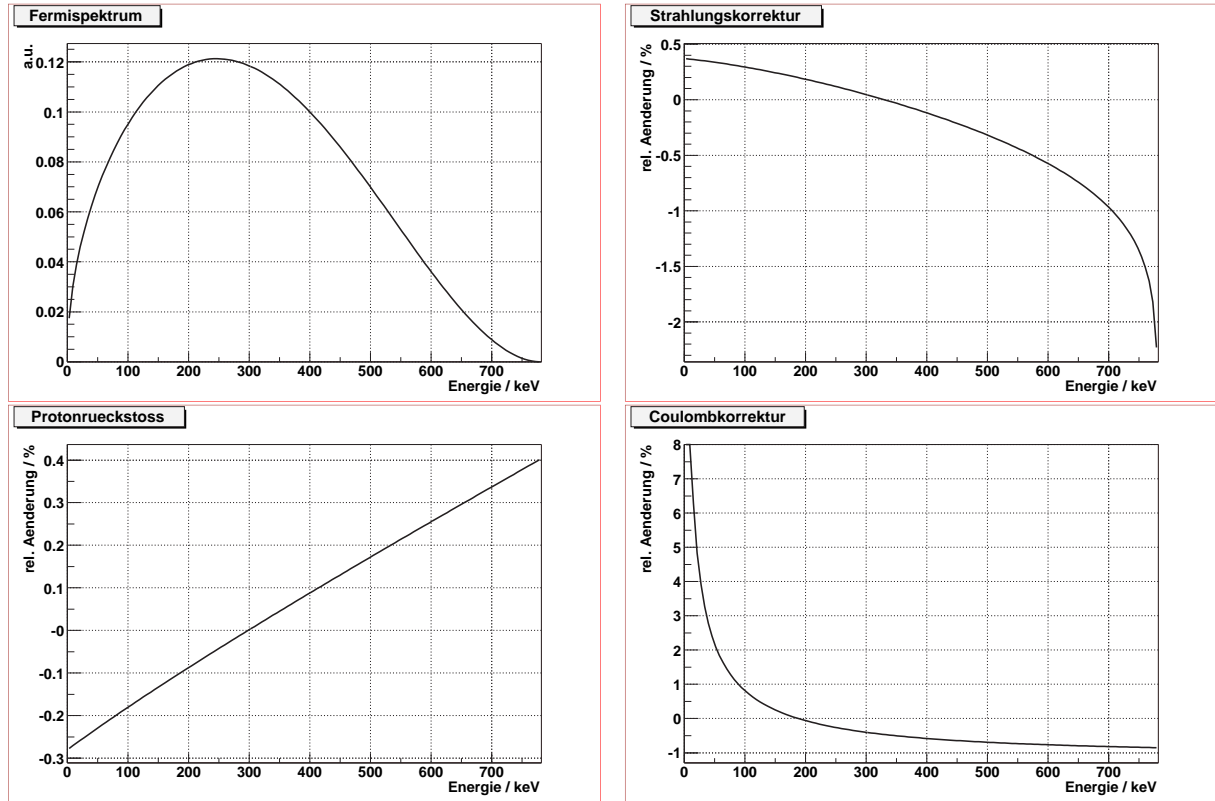 Fermispektrum
a.u.
0.12
0.1
0.08
0.06
0.04
0.02
0
0 100 200 300 400 500 600 700
Energie / keV
Strahlungskorrektur
rel. Aenderung / %
0.5
0
-0.5
-1
-1.5
-2
0 100 200 300 400 500 600 700
Energie / keV
Protonrueckstoss
rel. Aenderung / %
0.4
0.3
0.2
0.1
-0
-0.1
-0.2
-0.3
0 100 200 300 400 500 600 700
Energie / keV
Coulombkorrektur
rel. Aenderung / %
8
7
6
5
4
3
2
1
0
-1
0 100 200 300 400 500 600 700
Energie / keV